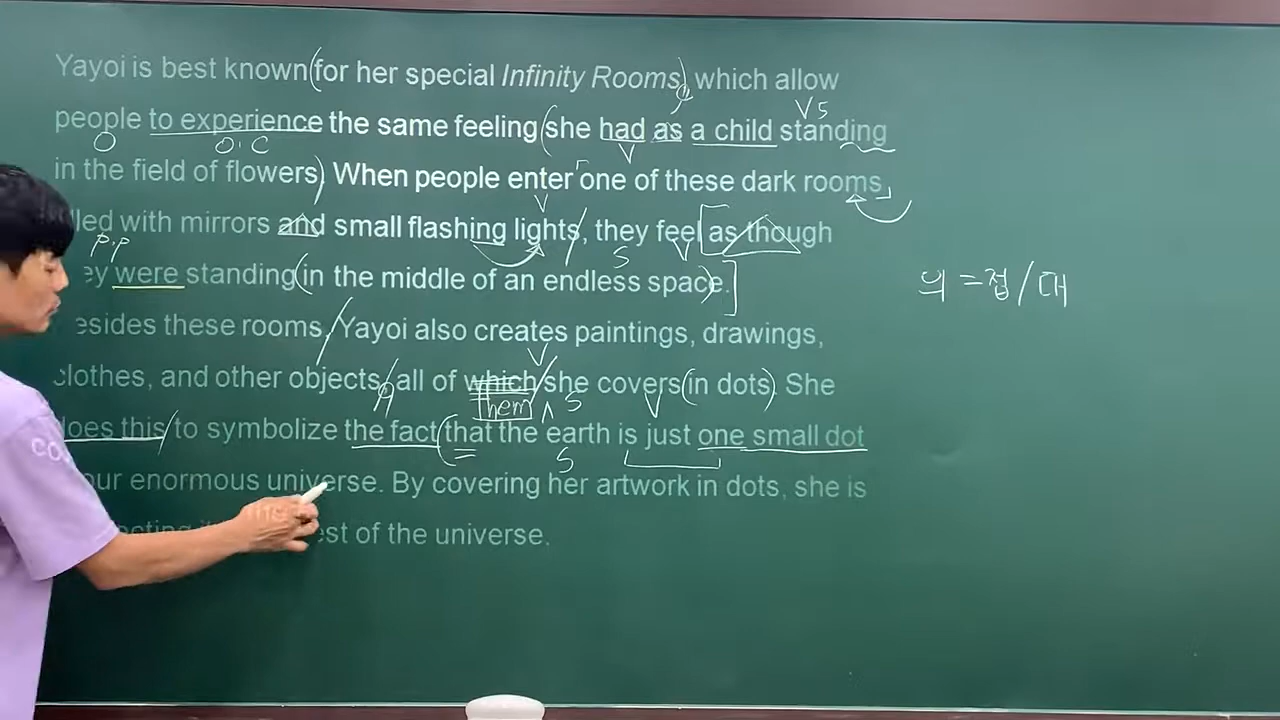 Yayoi is best known (for her special Infinity Rooms), which allow
VS
people to experience the same feeling (she had as a child standing
O O.C V
in the field of flowers) When people enter one of these dark rooms
V
led with mirrors and small flashing lights, they feel [as though
p.p S V
ey were standing (in the middle of an endless space).]
의 =접/대
esides these rooms, Yayoi also creates paintings, drawings,
V
clothes, and other objects, all of which she covers (in dots). She
Them S V
does this / to symbolize the fact (that the earth is just one small dot
S
our enormous universe. By covering her artwork in dots, she is
ecting est of the universe.